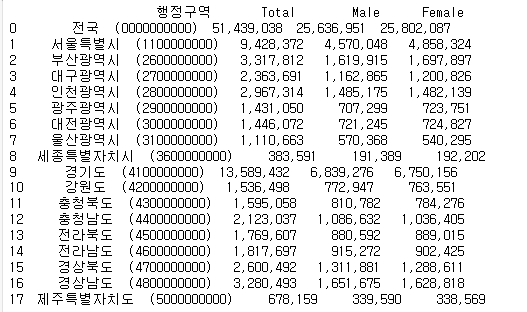 행정구역 Total Male Female
0 전국 (0000000000) 51,439,038 25,636,951 25,802,087
1 서울특별시 (1100000000) 9,428,372 4,570,048 4,858,324
2 부산광역시 (2600000000) 3,317,812 1,619,915 1,697,897
3 대구광역시 (2700000000) 2,363,691 1,162,865 1,200,826
4 인천광역시 (2800000000) 2,967,314 1,485,175 1,482,139
5 광주광역시 (2900000000) 1,431,050 707,299 723,751
6 대전광역시 (3000000000) 1,446,072 721,245 724,827
7 울산광역시 (3100000000) 1,110,663 570,368 540,295
8 세종특별자치시 (3600000000) 383,591 191,389 192,202
9 경기도 (4100000000) 13,589,432 6,839,276 6,750,156
10 강원도 (4200000000) 1,536,498 772,947 763,551
11 충청북도 (4300000000) 1,595,058 810,782 784,276
12 충청남도 (4400000000) 2,123,037 1,086,632 1,036,405
13 전라북도 (4500000000) 1,769,607 880,592 889,015
14 전라남도 (4600000000) 1,817,697 915,272 902,425
15 경상북도 (4700000000) 2,600,492 1,311,881 1,288,611
16 경상남도 (4800000000) 3,280,493 1,651,675 1,628,818
17 제주특별자치도 (5000000000) 678,159 339,590 338,569